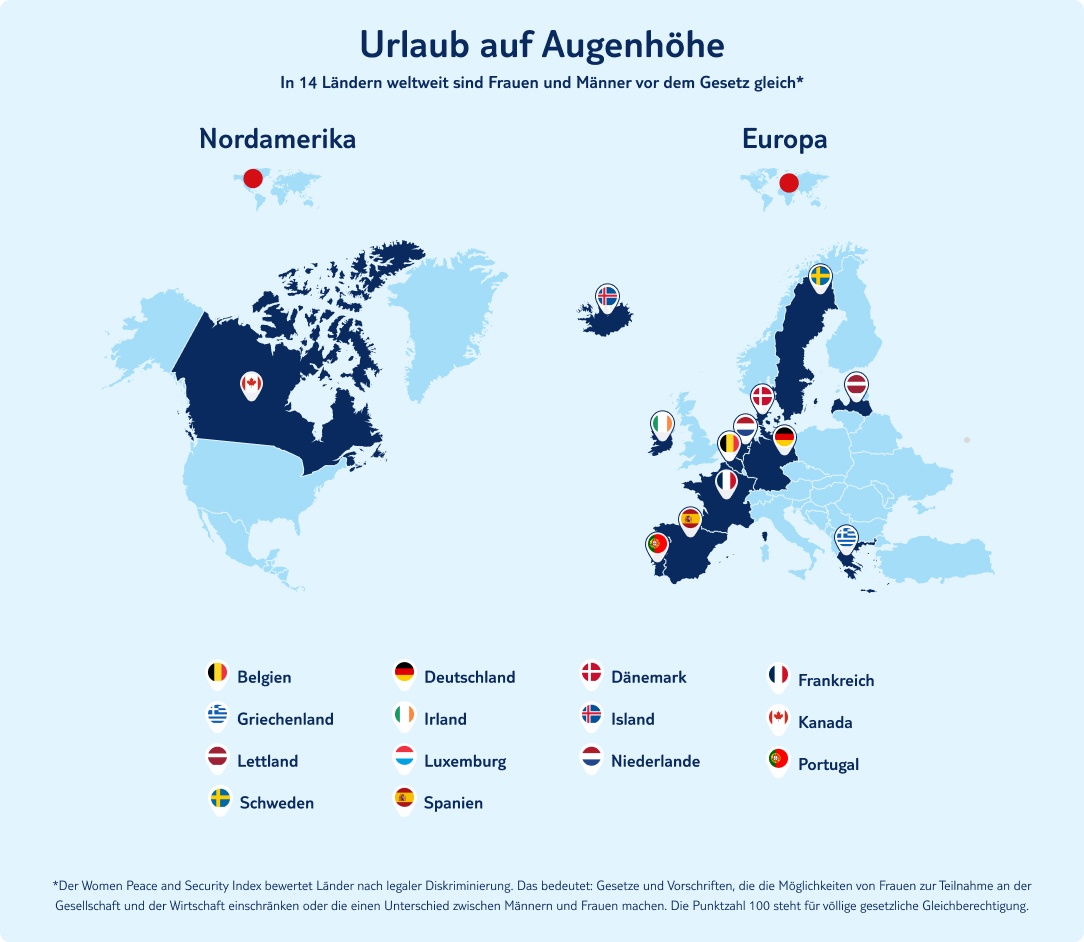 Urlaub auf Augenhöhe
In 14 Ländern weltweit sind Frauen und Männer vor dem Gesetz gleich*
Nordamerika
Europa
Belgien
Deutschland
Dänemark
Frankreich
Griechenland
Irland
Island
Kanada
Lettland
Luxemburg
Niederlande
Portugal
Schweden
Spanien
*Der Women Peace and Security Index bewertet Länder nach legaler Diskriminierung. Das bedeutet: Gesetze und Vorschriften, die die Möglichkeiten von Frauen zur Teilnahme an der
Gesellschaft und der Wirtschaft einschränken oder die einen Unterschied zwischen Männern und Frauen machen. Die Punktzahl 100 steht für völlige gesetzliche Gleichberechtigung.